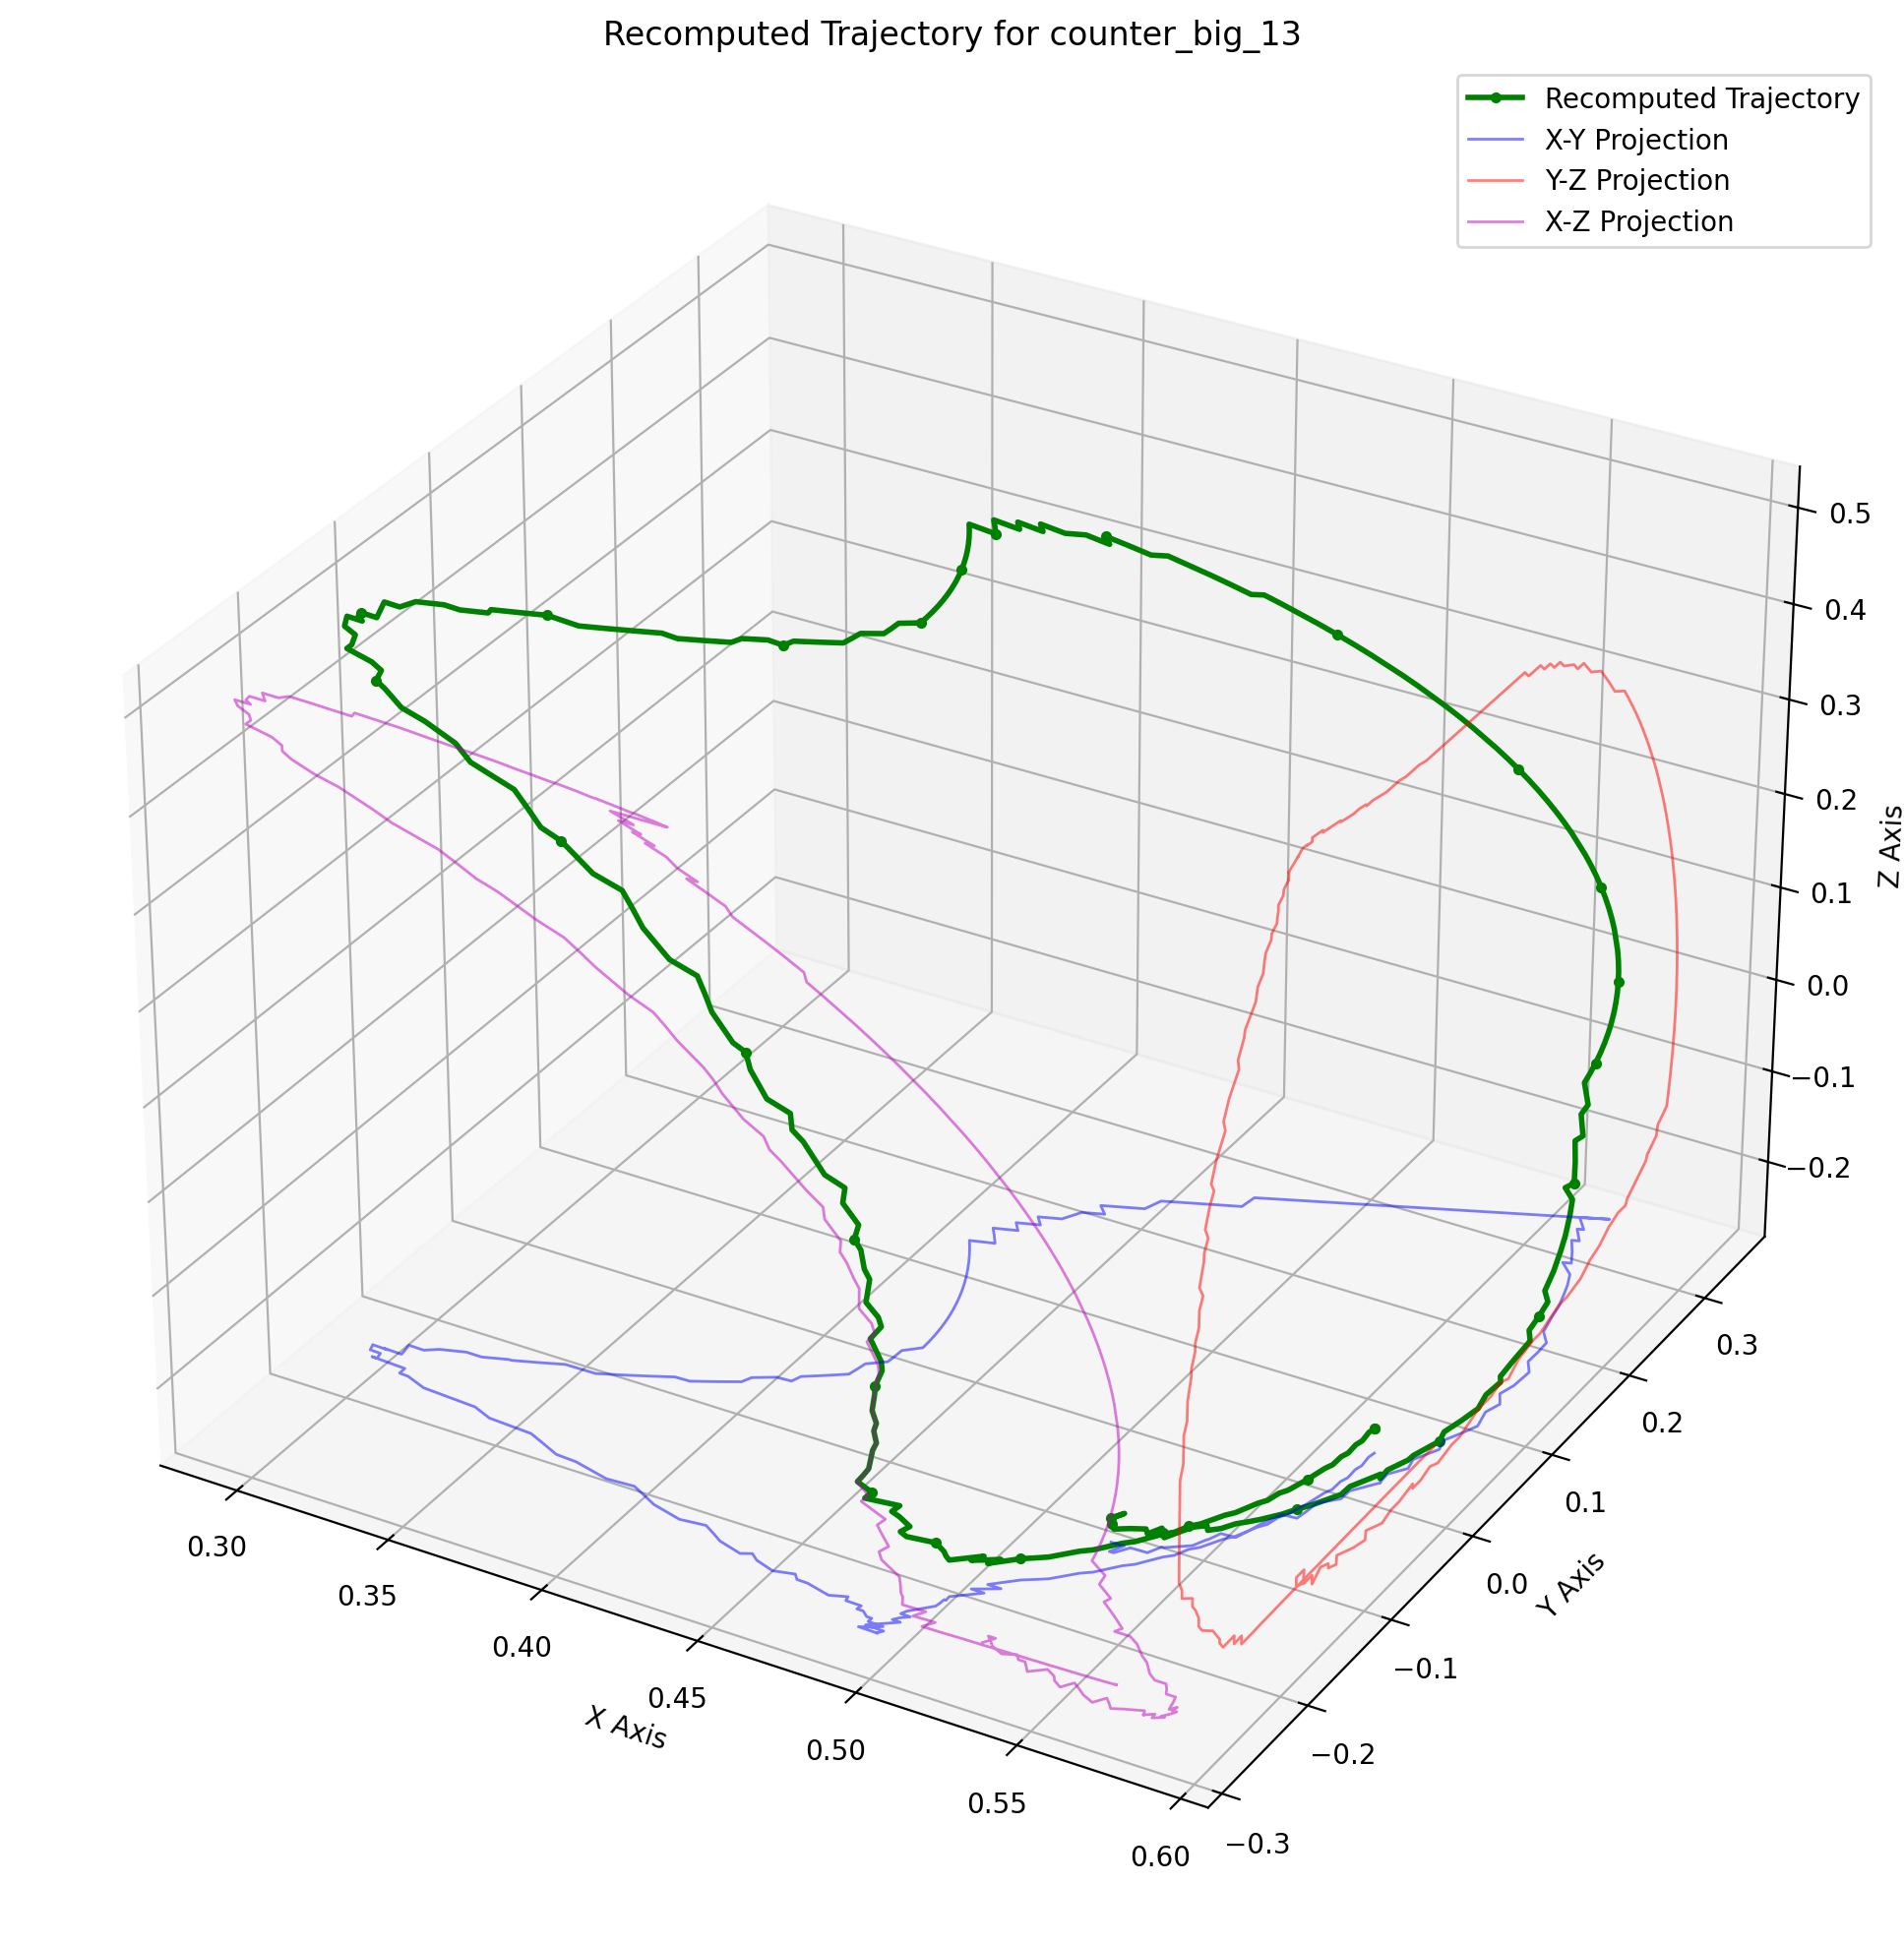 Recomputed Trajectory for counter_big_13
Recomputed Trajectory
X-Y Projection
Y-Z Projection
X-Z Projection
0.5
0.4
0.3
0.2
0.1
0.0
−0.1
−0.2
Z Axis
0.3
0.2
0.1
0.0
−0.1
−0.2
−0.3
Y Axis
0.30
0.35
0.40
0.45
0.50
0.55
0.60
X Axis